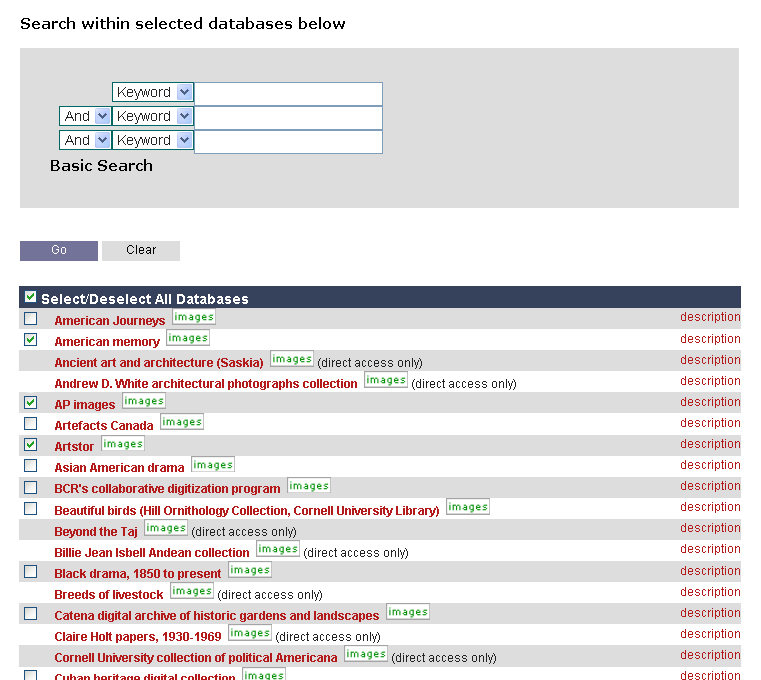 Search within selected databases below
Keyword
And Keyword
And Keyword
Basic Search
Go Clear
Select/Deselect All Databases
American Journeys images description
American memory images description
Ancient art and architecture (Saskia) images (direct access only) description
Andrew D. White architectural photographs collection images (direct access only) description
AP images images description
Artefacts Canada images description
Artstor images description
Asian American drama images description
BCR's collaborative digitization program images description
Beautiful birds (Hill Ornithology Collection, Cornell University Library) images description
Beyond the Taj images (direct access only) description
Billie Jean Isbell Andean collection images (direct access only) description
Black drama, 1850 to present images description
Breeds of livestock images (direct access only) description
Catena digital archive of historic gardens and landscapes images description
Claire Holt papers, 1930-1969 images (direct access only) description
Cornell University collection of political Americana images (direct access only) description
Cuban heritage digital collection images description